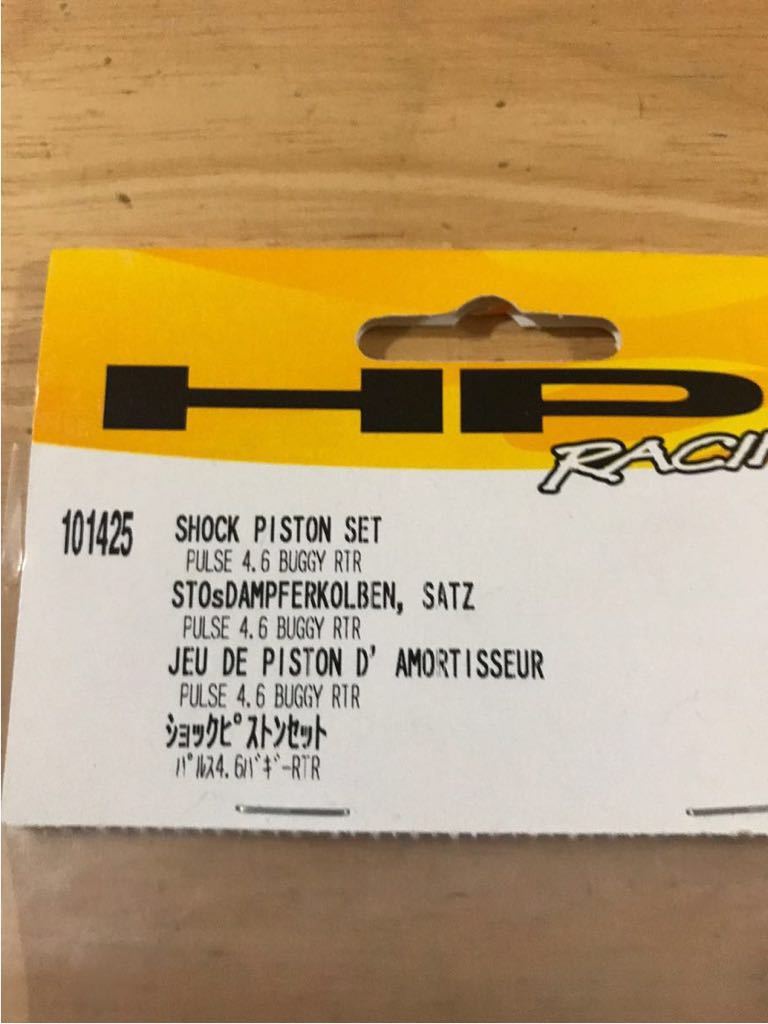 HP
RACI
101425 SHOCK PISTON SET
PULSE 4.6 BUGGY RTR
STOsDAMPFERKOLBEN, SATZ
PULSE 4.6 BUGGY RTR
JEU DE PISTON D' AMORTISSEUR
PULSE 4.6 BUGGY RTR
ショックピストンセット
パルス4.6バギーRTR